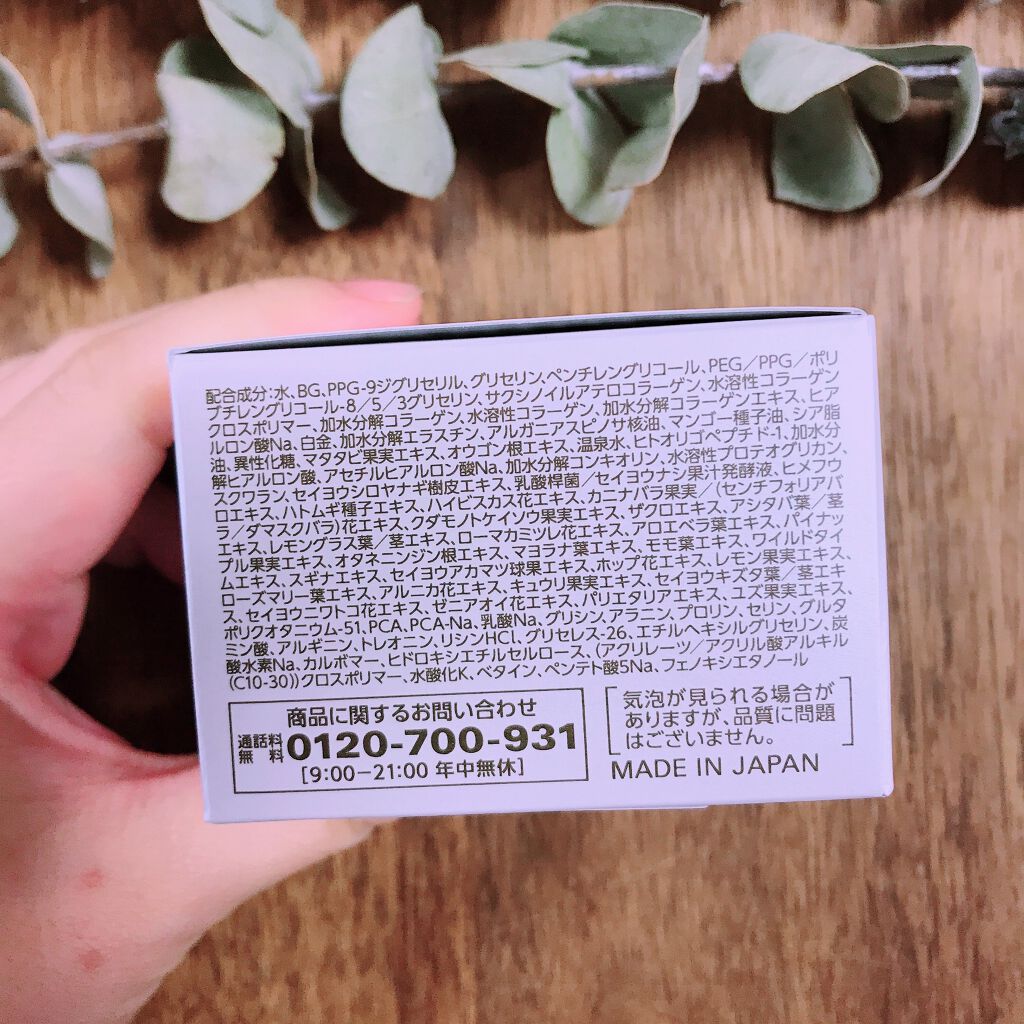 配合成分:水、BG、PPG-9ジグリセリル、グリセリン、ペンチレングリコール、PEG/PPG/ポリ
ブチレングリコール-8/5/3グリセリン、サクシノイルアテロコラーゲン、水溶性コラーゲン
クロスポリマー、加水分解コラーゲン、水溶性コラーゲン、加水分解コラーゲンエキス、ヒア
ルロン酸Na、白金、加水分解エラスチン、アルガニアスピノサ核油、マンゴー種子油、シア脂
油、異性化糖、マタタビ果実エキス、オウゴン根エキス、温泉水、ヒトオリゴペプチド-1、加水分
解ヒアルロン酸、アセチルヒアルロン酸Na、加水分解コンキオリン、水溶性プロテオグリカン、
スクワラン、セイヨウシロヤナギ樹皮エキス、乳酸桿菌/セイヨウナシ果汁発酵液、ヒメフウ
ロエキス、ハトムギ種子エキス、ハイビスカス花エキス、カニナバラ果実/(センチフォリアバ
ラ/ダマスクバラ)花エキス、クダモノトケイソウ果実エキス、ザクロエキス、アシタバ葉/茎
エキス、レモングラス葉/茎エキス、ローマカミツレ花エキス、アロエベラ葉エキス、パイナッ
プル果実エキス、オタネニンジン根エキス、マヨラナ葉エキス、モモ葉エキス、ワイルドタイ
ムエキス、スギナエキス、セイヨウアカマツ球果エキス、ホップ花エキス、レモン果実エキス、
ローズマリー葉エキス、アルニカ花エキス、キュウリ果実エキス、セイヨウキズタ葉/茎エキ
ス、セイヨウニワトコ花エキス、ゼニアオイ花エキス、パリエタリアエキス、ユズ果実エキス、
ポリクオタニウム-51、PCA、PCA-Na、乳酸Na、グリシン、アラニン、プロリン、セリン、グルタ
ミン酸、アルギニン、トレオニン、リシンHCl、グリセレス-26、エチルヘキシルグリセリン、炭
酸水素Na、カルボマー、ヒドロキシエチルセルロース、(アクリレーツ/アクリル酸アルキル
(C10-30))クロスポリマー、水酸化K、ベタイン、ペンテト酸5Na、フェノキシエタノール
商品に関するお問い合わせ
通話料
無料 0120-700-931
[9:00-21:00 年中無休]
気泡が見られる場合が
ありますが、品質に問題
はございません。
MADE IN JAPAN